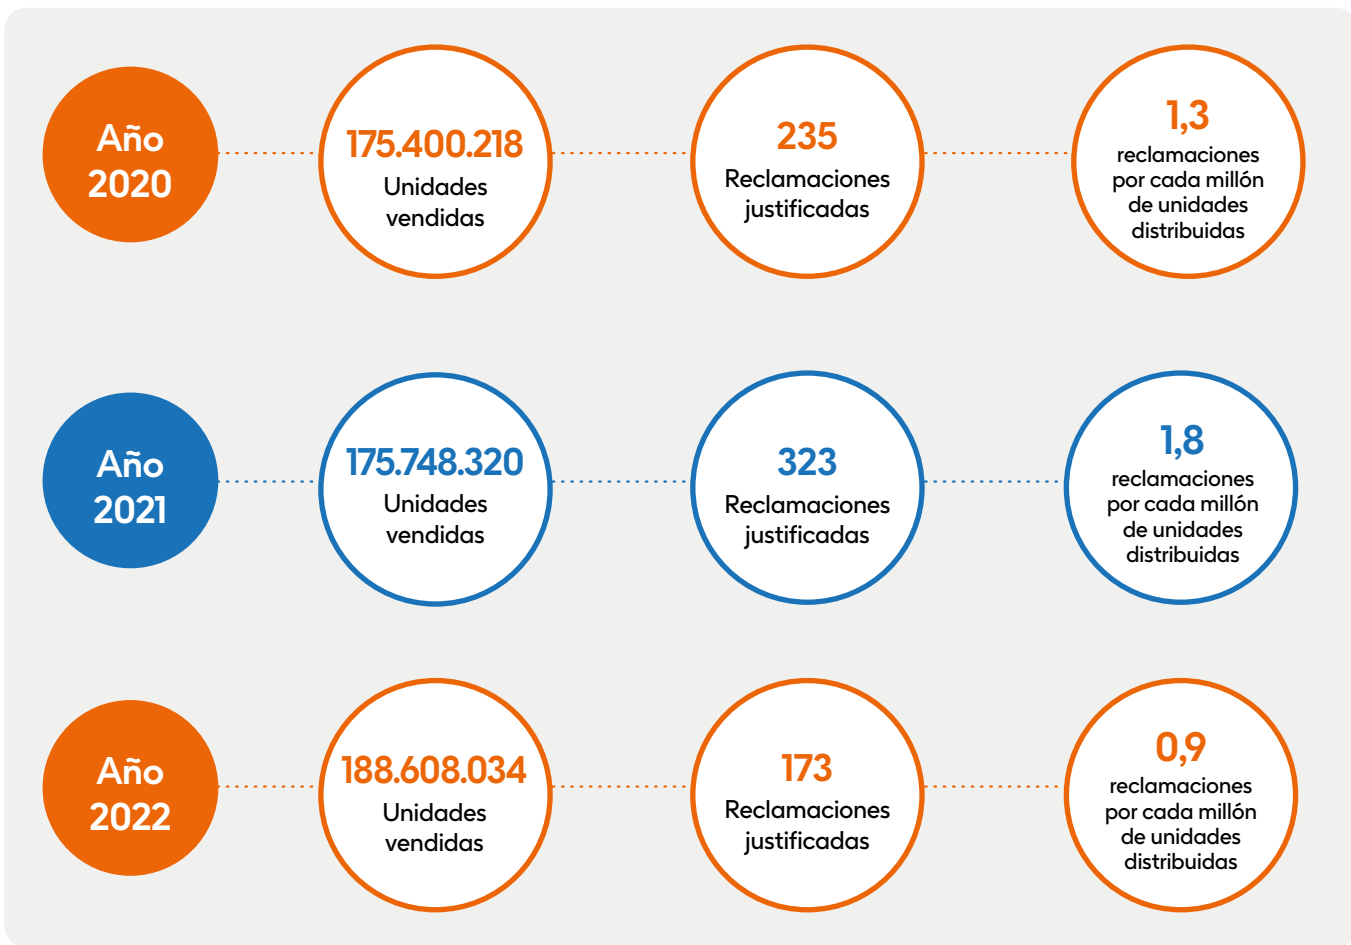 Año
2020
175.400.218
Unidades
vendidas
235
Reclamaciones
justificadas
1,3
reclamaciones
por cada millón
de unidades
distribuidas
Año
2021
175.748.320
Unidades
vendidas
323
Reclamaciones
justificadas
1,8
reclamaciones
por cada millón
de unidades
distribuidas
Año
2022
188.608.034
Unidades
vendidas
173
Reclamaciones
justificadas
0,9
reclamaciones
por cada millón
de unidades
distribuidas